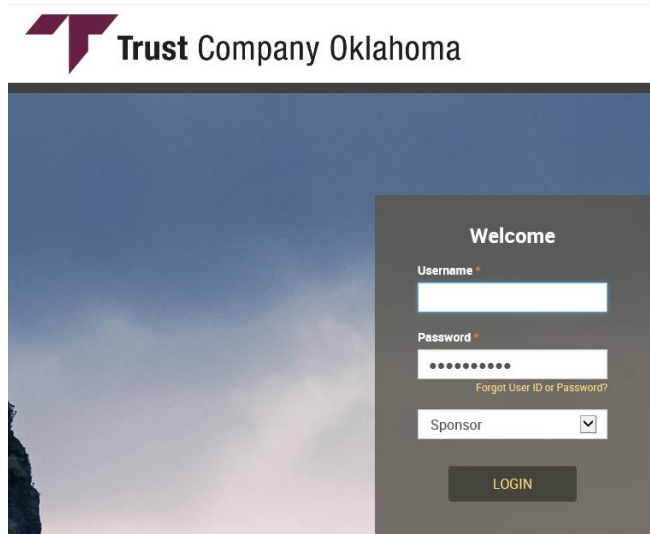 Trust Company Oklahoma
Welcome
Username *
Password *
••••••••••
Forgot User ID or Password?
Sponsor
LOGIN